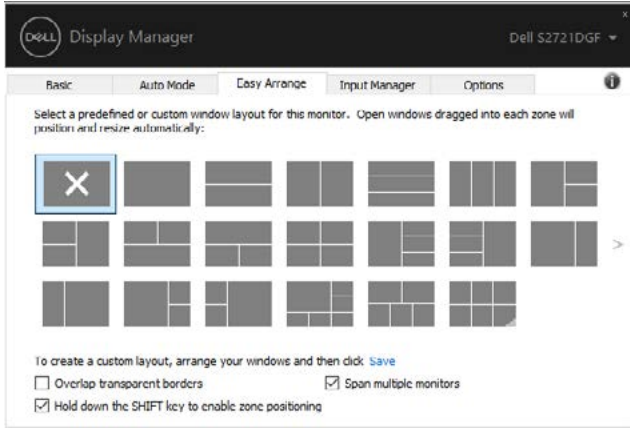 x
DELL Display Manager
Dell S2721DGF
Basic Auto Mode Easy Arrange Input Manager Options
Select a predefined or custom window layout for this monitor. Open windows dragged into each zone will
position and resize automatically:
>
To create a custom layout, arrange your windows and then click Save
Overlap transparent borders Span multiple monitors
Hold down the SHIFT key to enable zone positioning